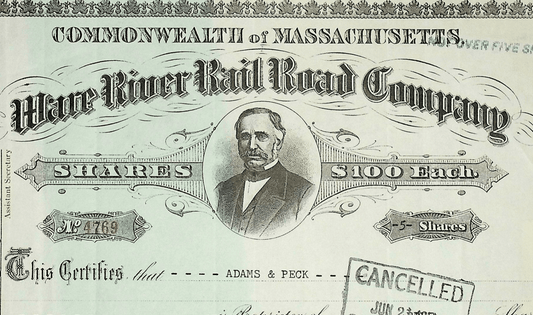 COMMONWEALTH of MASSACHUSETTS.
NOT OVER FIVE
Ware River Rail Road Company
SHARES $100 Each.
Assistant Secretary
No 4769
-5- Shares
This Certifies that ---- ADAMS & PECK ---
CANCELLED
JUN 2